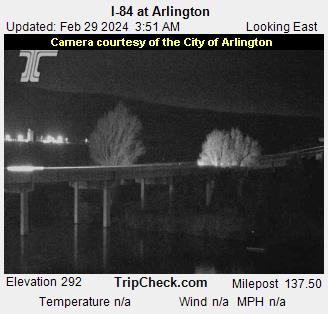 I-84 at Arlington
Updated: Feb 29 2024 3:51 AM Looking East
Camera courtesy of the City of Arlington
Elevation 292 TripCheck.com Milepost 137.50
Temperature n/a Wind n/a MPH n/a